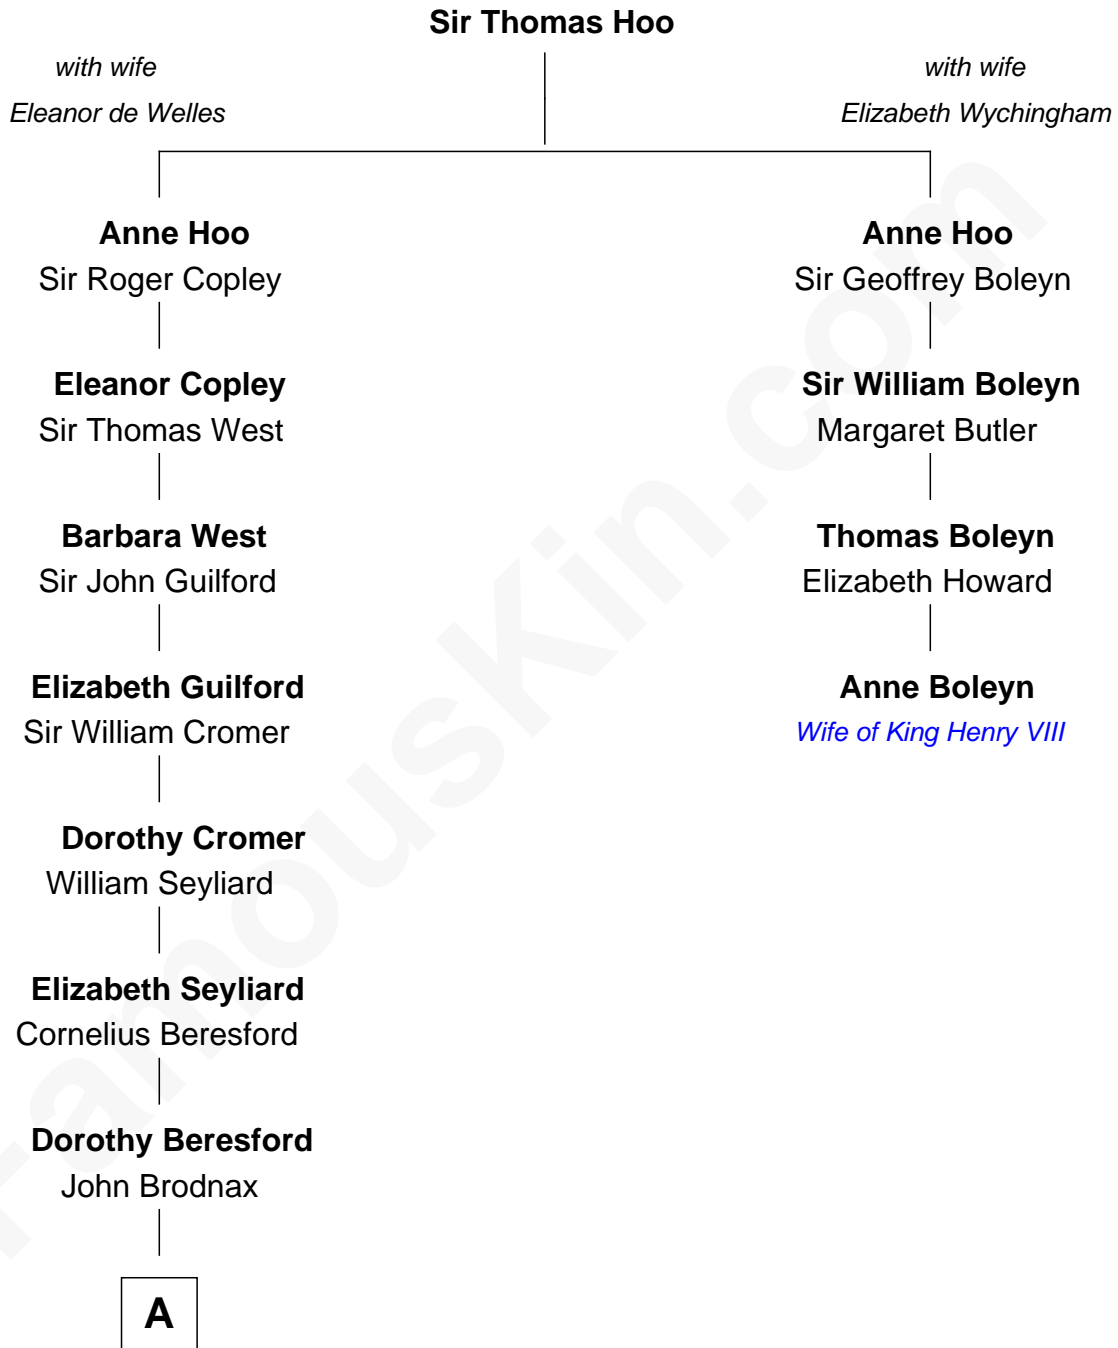 Sir Thomas Hoo
with wife
Eleanor de Welles
with wife
Elizabeth Wychingham
Anne Hoo
Sir Roger Copley
Anne Hoo
Sir Geoffrey Boleyn
Eleanor Copley
Sir Thomas West
Sir William Boleyn
Margaret Butler
Barbara West
Sir John Guilford
Thomas Boleyn
Elizabeth Howard
Elizabeth Guilford
Sir William Cromer
Anne Boleyn
Wife of King Henry VIII
Dorothy Cromer
William Seyliard
Elizabeth Seyliard
Cornelius Beresford
Dorothy Beresford
John Brodnax
A
FamousKin.com